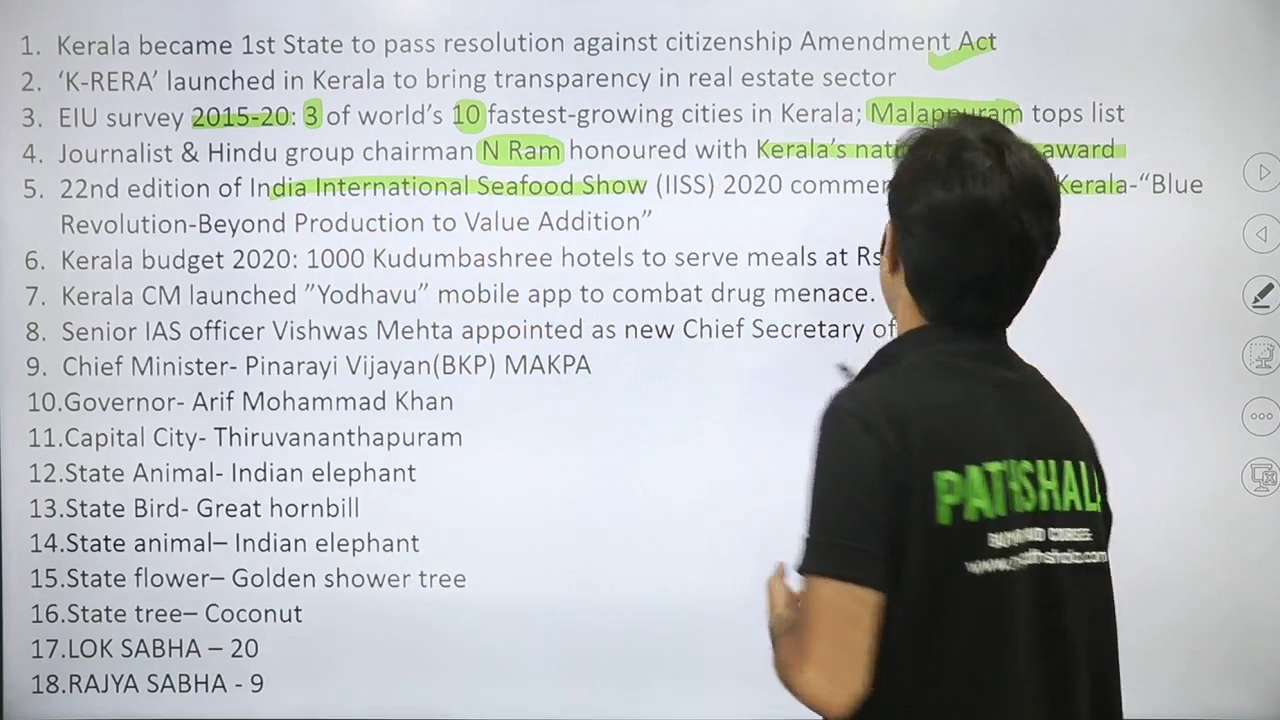 1. Kerala became 1st State to pass resolution against citizenship Amendment Act
2. ‘K-RERA’ launched in Kerala to bring transparency in real estate sector
3. EIU survey 2015-20: 3 of world’s 10 fastest-growing cities in Kerala; Malappuram tops list
4. Journalist & Hindu group chairman N Ram honoured with Kerala’s award
5. 22nd edition of India International Seafood Show (IISS) 2020 Kerala-“Blue
Revolution-Beyond Production to Value Addition”
6. Kerala budget 2020: 1000 Kudumbashree hotels to serve meals at Rs
7. Kerala CM launched ”Yodhavu” mobile app to combat drug menace.
8. Senior IAS officer Vishwas Mehta appointed as new Chief Secretary of
9. Chief Minister- Pinarayi Vijayan(BKP) MAKPA
10.Governor- Arif Mohammad Khan
11.Capital City- Thiruvananthapuram
12.State Animal- Indian elephant
13.State Bird- Great hornbill
14.State animal– Indian elephant
15.State flower– Golden shower tree
16.State tree– Coconut
17.LOK SABHA – 20
18.RAJYA SABHA - 9